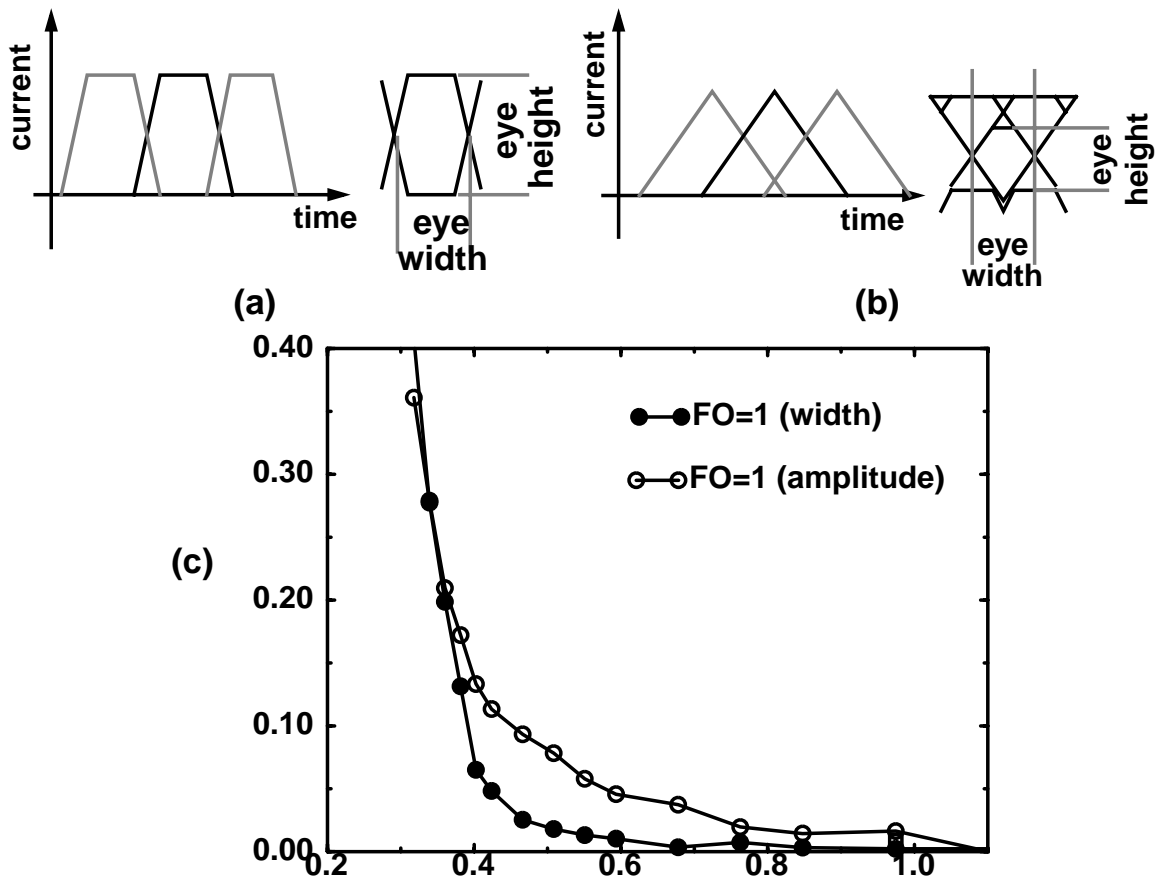 current
time
eye
height
eye
width
(a)
current
time
eye
height
eye
width
(b)
(c)
0.40
0.30
0.20
0.10
0.00
FO=1 (width)
FO=1 (amplitude)
0.2 0.4 0.6 0.8 1.0